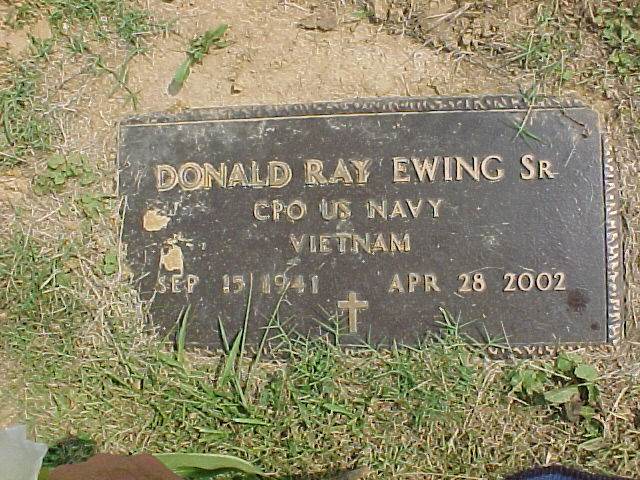 DONALD RAY EWING SR
CPO US NAVY
VIETNAM
SEP 15 1941 APR 28 2002